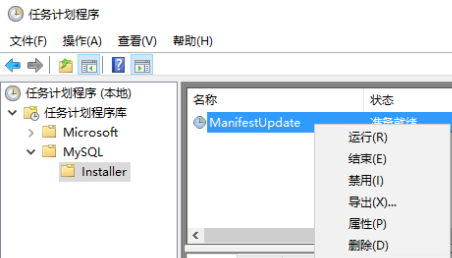 任务计划程序
文件(F) 操作(A) 查看(V) 帮助(H)
任务计划程序 (本地)
任务计划程序库
Microsoft
MySQL
Installer
名称 状态
ManifestUpdate 准备就绪
运行(R)
结束(E)
禁用(I)
导出(X)...
属性(P)
删除(D)